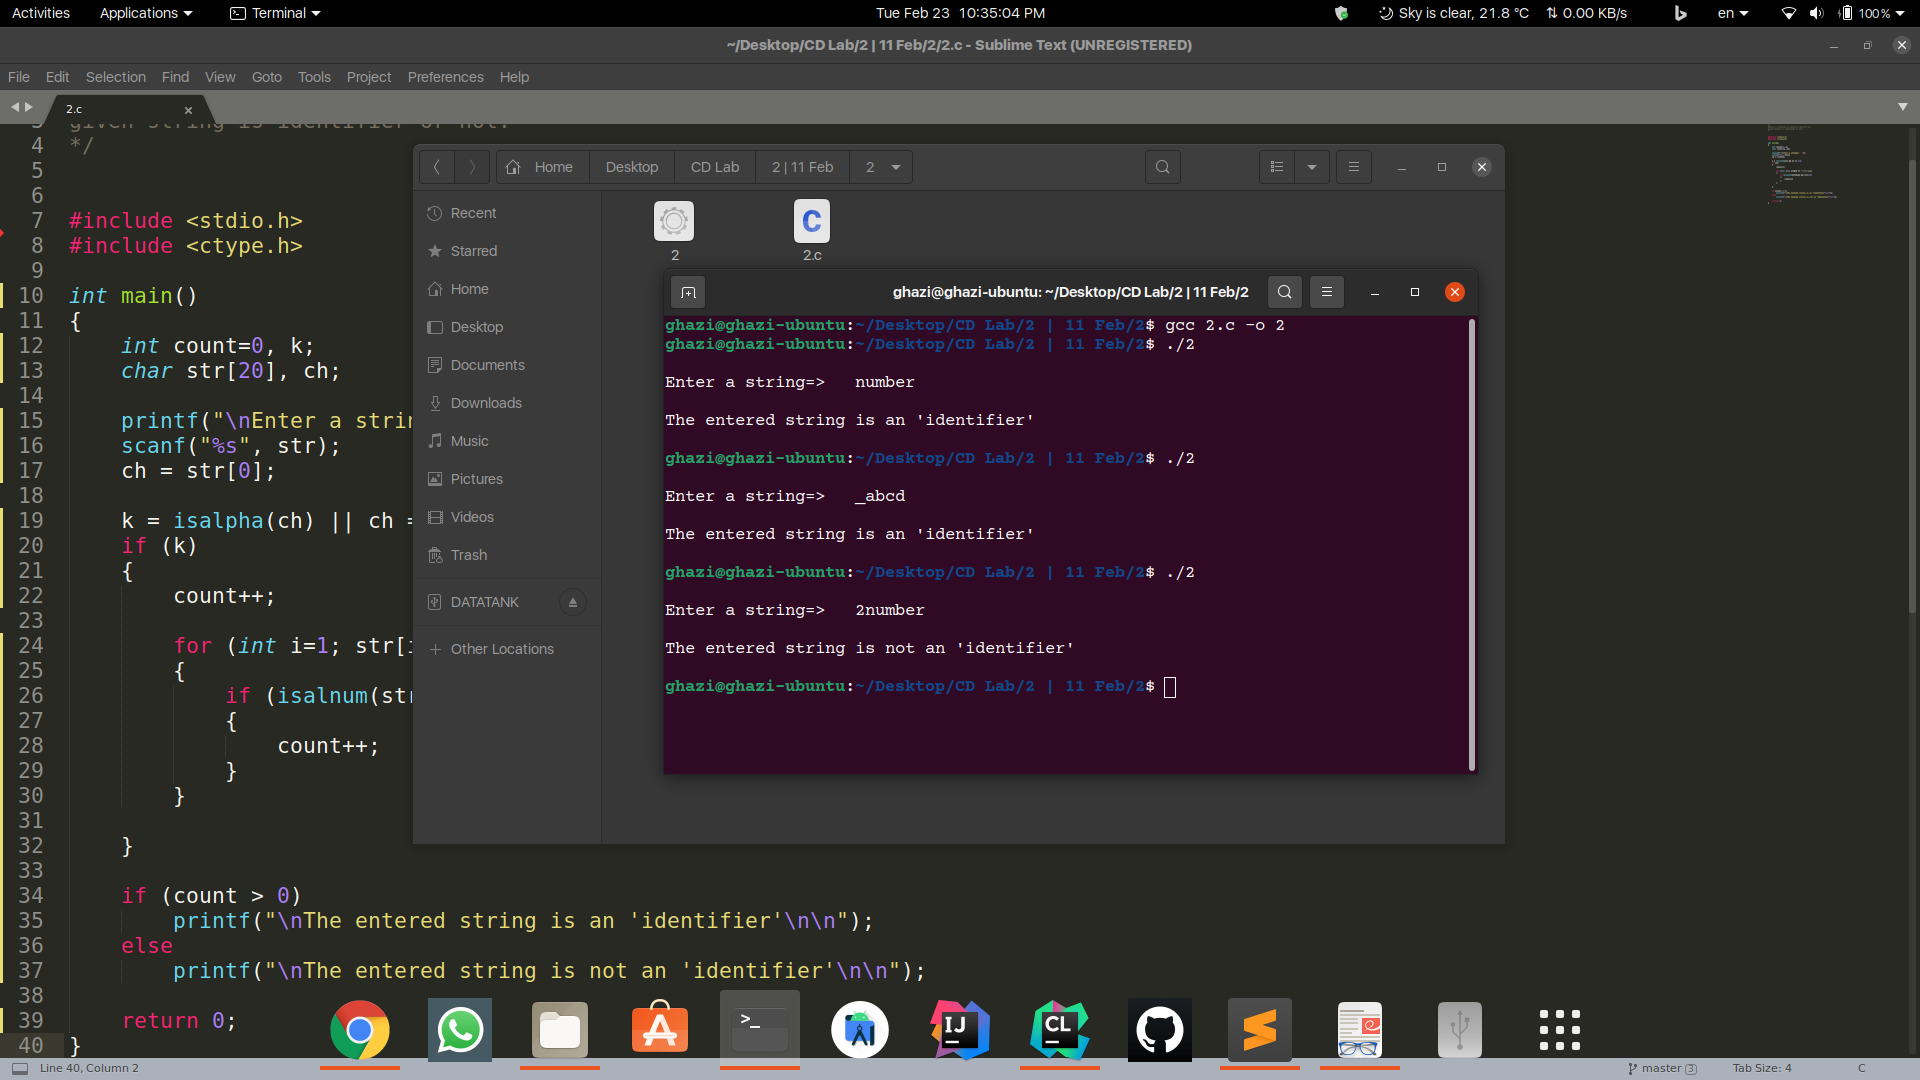 Activities Applications Terminal Tue Feb 23 10:35:04 PM Sky is clear, 21.8 °C 0.00 KB/s en 100%
~/Desktop/CD Lab/2 | 11 Feb/2/2.c - Sublime Text (UNREGISTERED)
File Edit Selection Find View Goto Tools Project Preferences Help
2.c
3 given string is identifier or not.
4 */
5
6
7 #include <stdio.h>
8 #include <ctype.h>
9
10 int main()
11 {
12 int count=0, k;
13 char str[20], ch;
14
15 printf("\nEnter a strin
16 scanf("%s", str);
17 ch = str[0];
18
19 k = isalpha(ch) || ch =
20 if (k)
21 {
22 count++;
23
24 for (int i=1; str[i
25 {
26 if (isalnum(str
27 {
28 count++;
29 }
30 }
31
32 }
33
34 if (count > 0)
35 printf("\nThe entered string is an 'identifier'\n\n");
36 else
37 printf("\nThe entered string is not an 'identifier'\n\n");
38
39 return 0;
40 }
Home Desktop CD Lab 2 | 11 Feb 2
Recent
Starred
Home
Desktop
Documents
Downloads
Music
Pictures
Videos
Trash
DATATANK
Other Locations
C
2 2.c
ghazi@ghazi-ubuntu: ~/Desktop/CD Lab/2 | 11 Feb/2
ghazi@ghazi-ubuntu:~/Desktop/CD Lab/2 | 11 Feb/2$ gcc 2.c -o 2
ghazi@ghazi-ubuntu:~/Desktop/CD Lab/2 | 11 Feb/2$ ./2
Enter a string=> number
The entered string is an 'identifier'
ghazi@ghazi-ubuntu:~/Desktop/CD Lab/2 | 11 Feb/2$ ./2
Enter a string=> _abcd
The entered string is an 'identifier'
ghazi@ghazi-ubuntu:~/Desktop/CD Lab/2 | 11 Feb/2$ ./2
Enter a string=> 2number
The entered string is not an 'identifier'
ghazi@ghazi-ubuntu:~/Desktop/CD Lab/2 | 11 Feb/2$
>_ IJ CL
Line 40, Column 2 master 3 Tab Size: 4 C